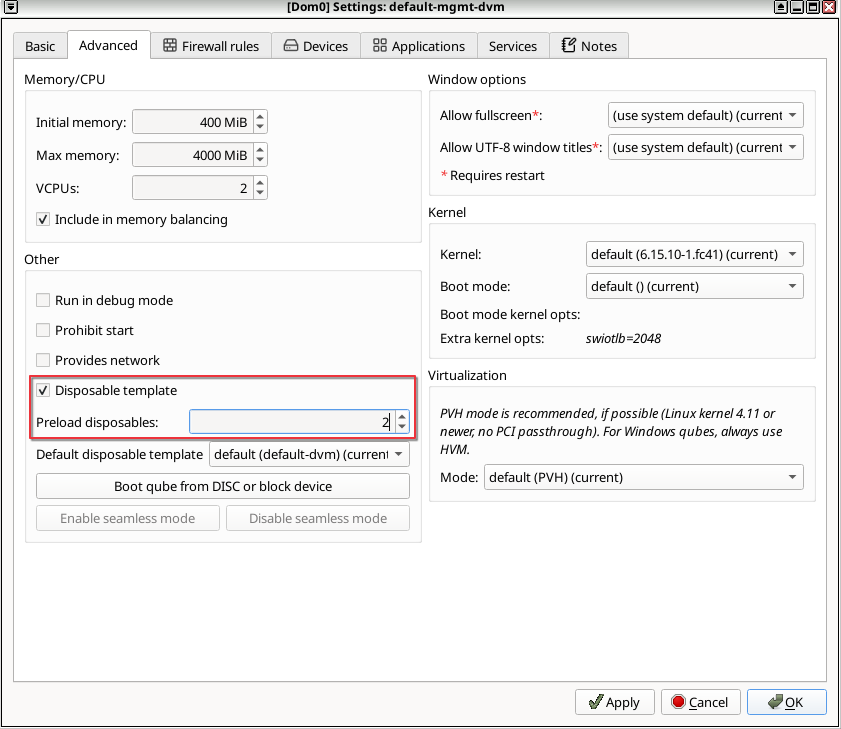 [Dom0] Settings: default-mgmt-dvm
Basic
Advanced
Firewall rules
Devices
Applications
Services
Notes
Memory/CPU
Initial memory: 400 MiB
Max memory: 4000 MiB
VCPUs: 2
Include in memory balancing
Other
Run in debug mode
Prohibit start
Provides network
Disposable template
Preload disposables: 2
Default disposable template default (default-dvm) (current
Boot qube from DISC or block device
Enable seamless mode
Disable seamless mode
Window options
Allow fullscreen*: (use system default) (current
Allow UTF-8 window titles*: (use system default) (current
* Requires restart
Kernel
Kernel: default (6.15.10-1.fc41) (current)
Boot mode: default () (current)
Boot mode kernel opts:
Extra kernel opts: swiotlb=2048
Virtualization
PVH mode is recommended, if possible (Linux kernel 4.11 or
newer, no PCI passthrough). For Windows qubes, always use
HVM.
Mode: default (PVH) (current)
Apply
Cancel
OK